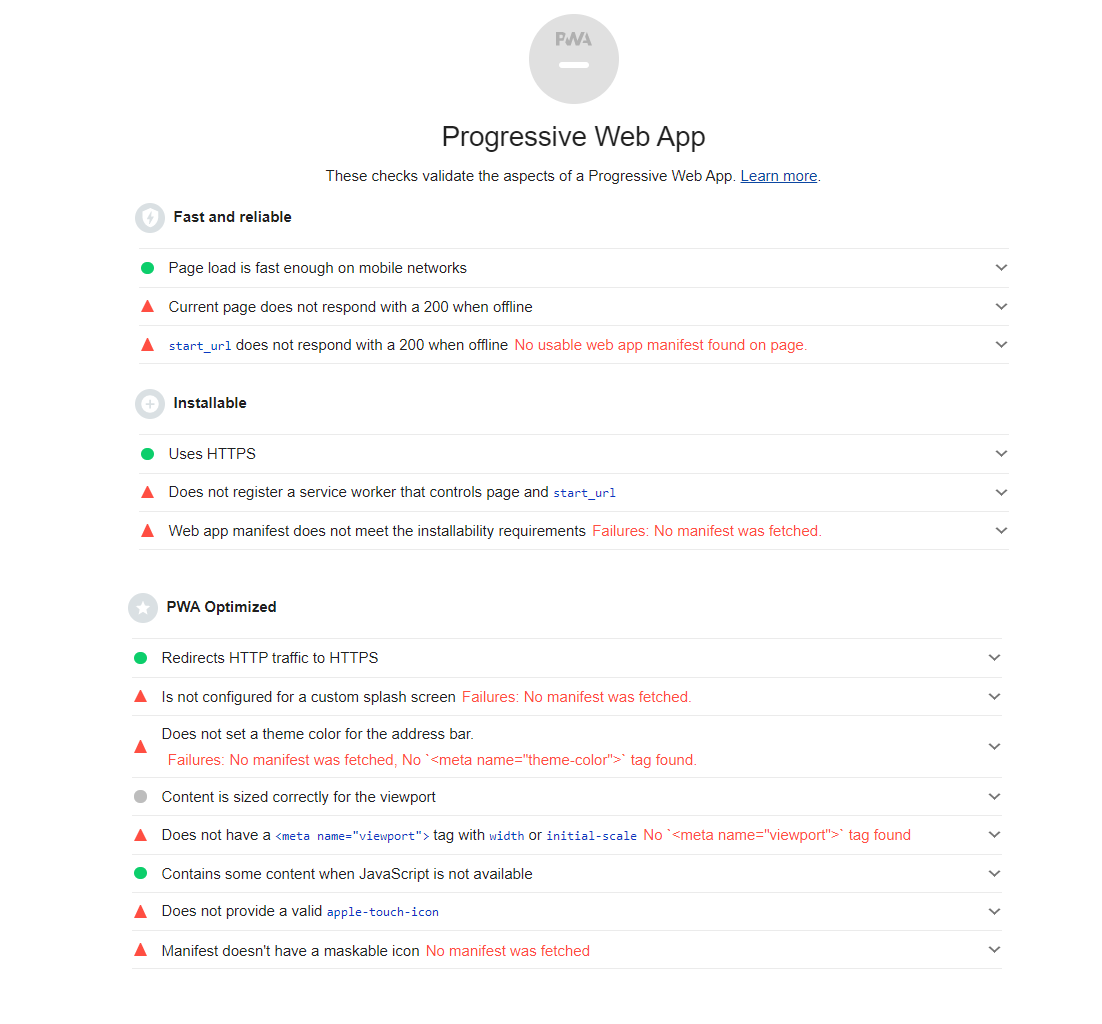 PWA
Progressive Web App
These checks validate the aspects of a Progressive Web App. Learn more.
Fast and reliable
Page load is fast enough on mobile networks
Current page does not respond with a 200 when offline
start_url does not respond with a 200 when offline No usable web app manifest found on page.
Installable
Uses HTTPS
Does not register a service worker that controls page and start_url
Web app manifest does not meet the installability requirements Failures: No manifest was fetched.
PWA Optimized
Redirects HTTP traffic to HTTPS
Is not configured for a custom splash screen Failures: No manifest was fetched.
Does not set a theme color for the address bar.
Failures: No manifest was fetched, No `<meta name="theme-color">` tag found.
Content is sized correctly for the viewport
Does not have a <meta name="viewport"> tag with width or initial-scale No `<meta name="viewport">` tag found
Contains some content when JavaScript is not available
Does not provide a valid apple-touch-icon
Manifest doesn't have a maskable icon No manifest was fetched